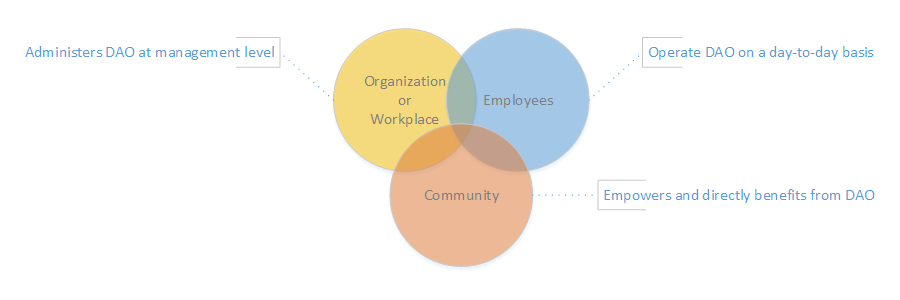 Administers DAO at management level
Operate DAO on a day-to-day basis
Organization
or
Workplace
Employees
Community
Empowers and directly benefits from DAO